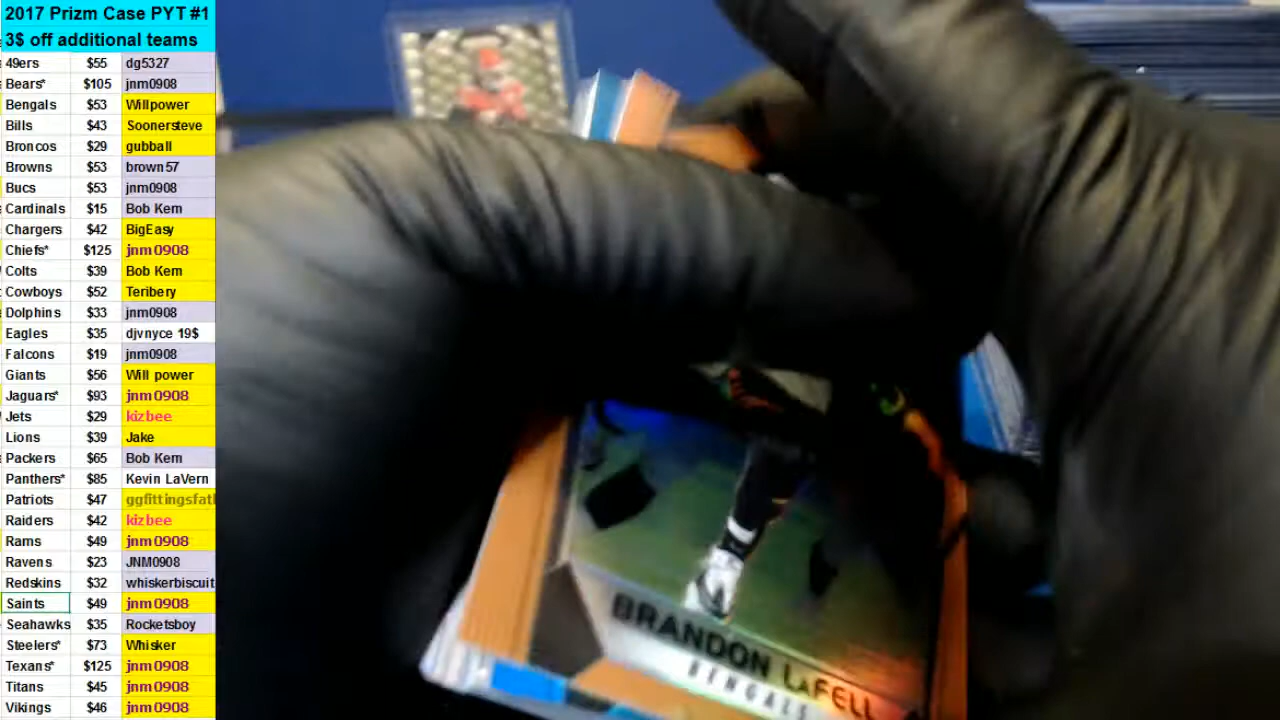 2017 Prizm Case PYT #1
3$ off additional teams
49ers $55 dg5327
Bears* $105 jnm0908
Bengals $53 Willpower
Bills $43 Soonersteve
Broncos $29 gubball
Browns $53 brown57
Bucs $53 jnm0908
Cardinals $15 Bob Kern
Chargers $42 BigEasy
Chiefs* $125 jnm0908
Colts $39 Bob Kern
Cowboys $52 Teribery
Dolphins $33 jnm0908
Eagles $35 djvnyce 19$
Falcons $19 jnm0908
Giants $56 Will power
Jaguars* $93 jnm0908
Jets $29 kizbee
Lions $39 Jake
Packers $65 Bob Kern
Panthers* $85 Kevin LaVern
Patriots $47 ggfittingsfatl
Raiders $42 kizbee
Rams $49 jnm0908
Ravens $23 JNM0908
Redskins $32 whiskerbiscuit
Saints $49 jnm0908
Seahawks $35 Rocketsboy
Steelers* $73 Whisker
Texans* $125 jnm0908
Titans $45 jnm0908
Vikings $46 jnm0908
BRANDON LaFELL
BENGALS